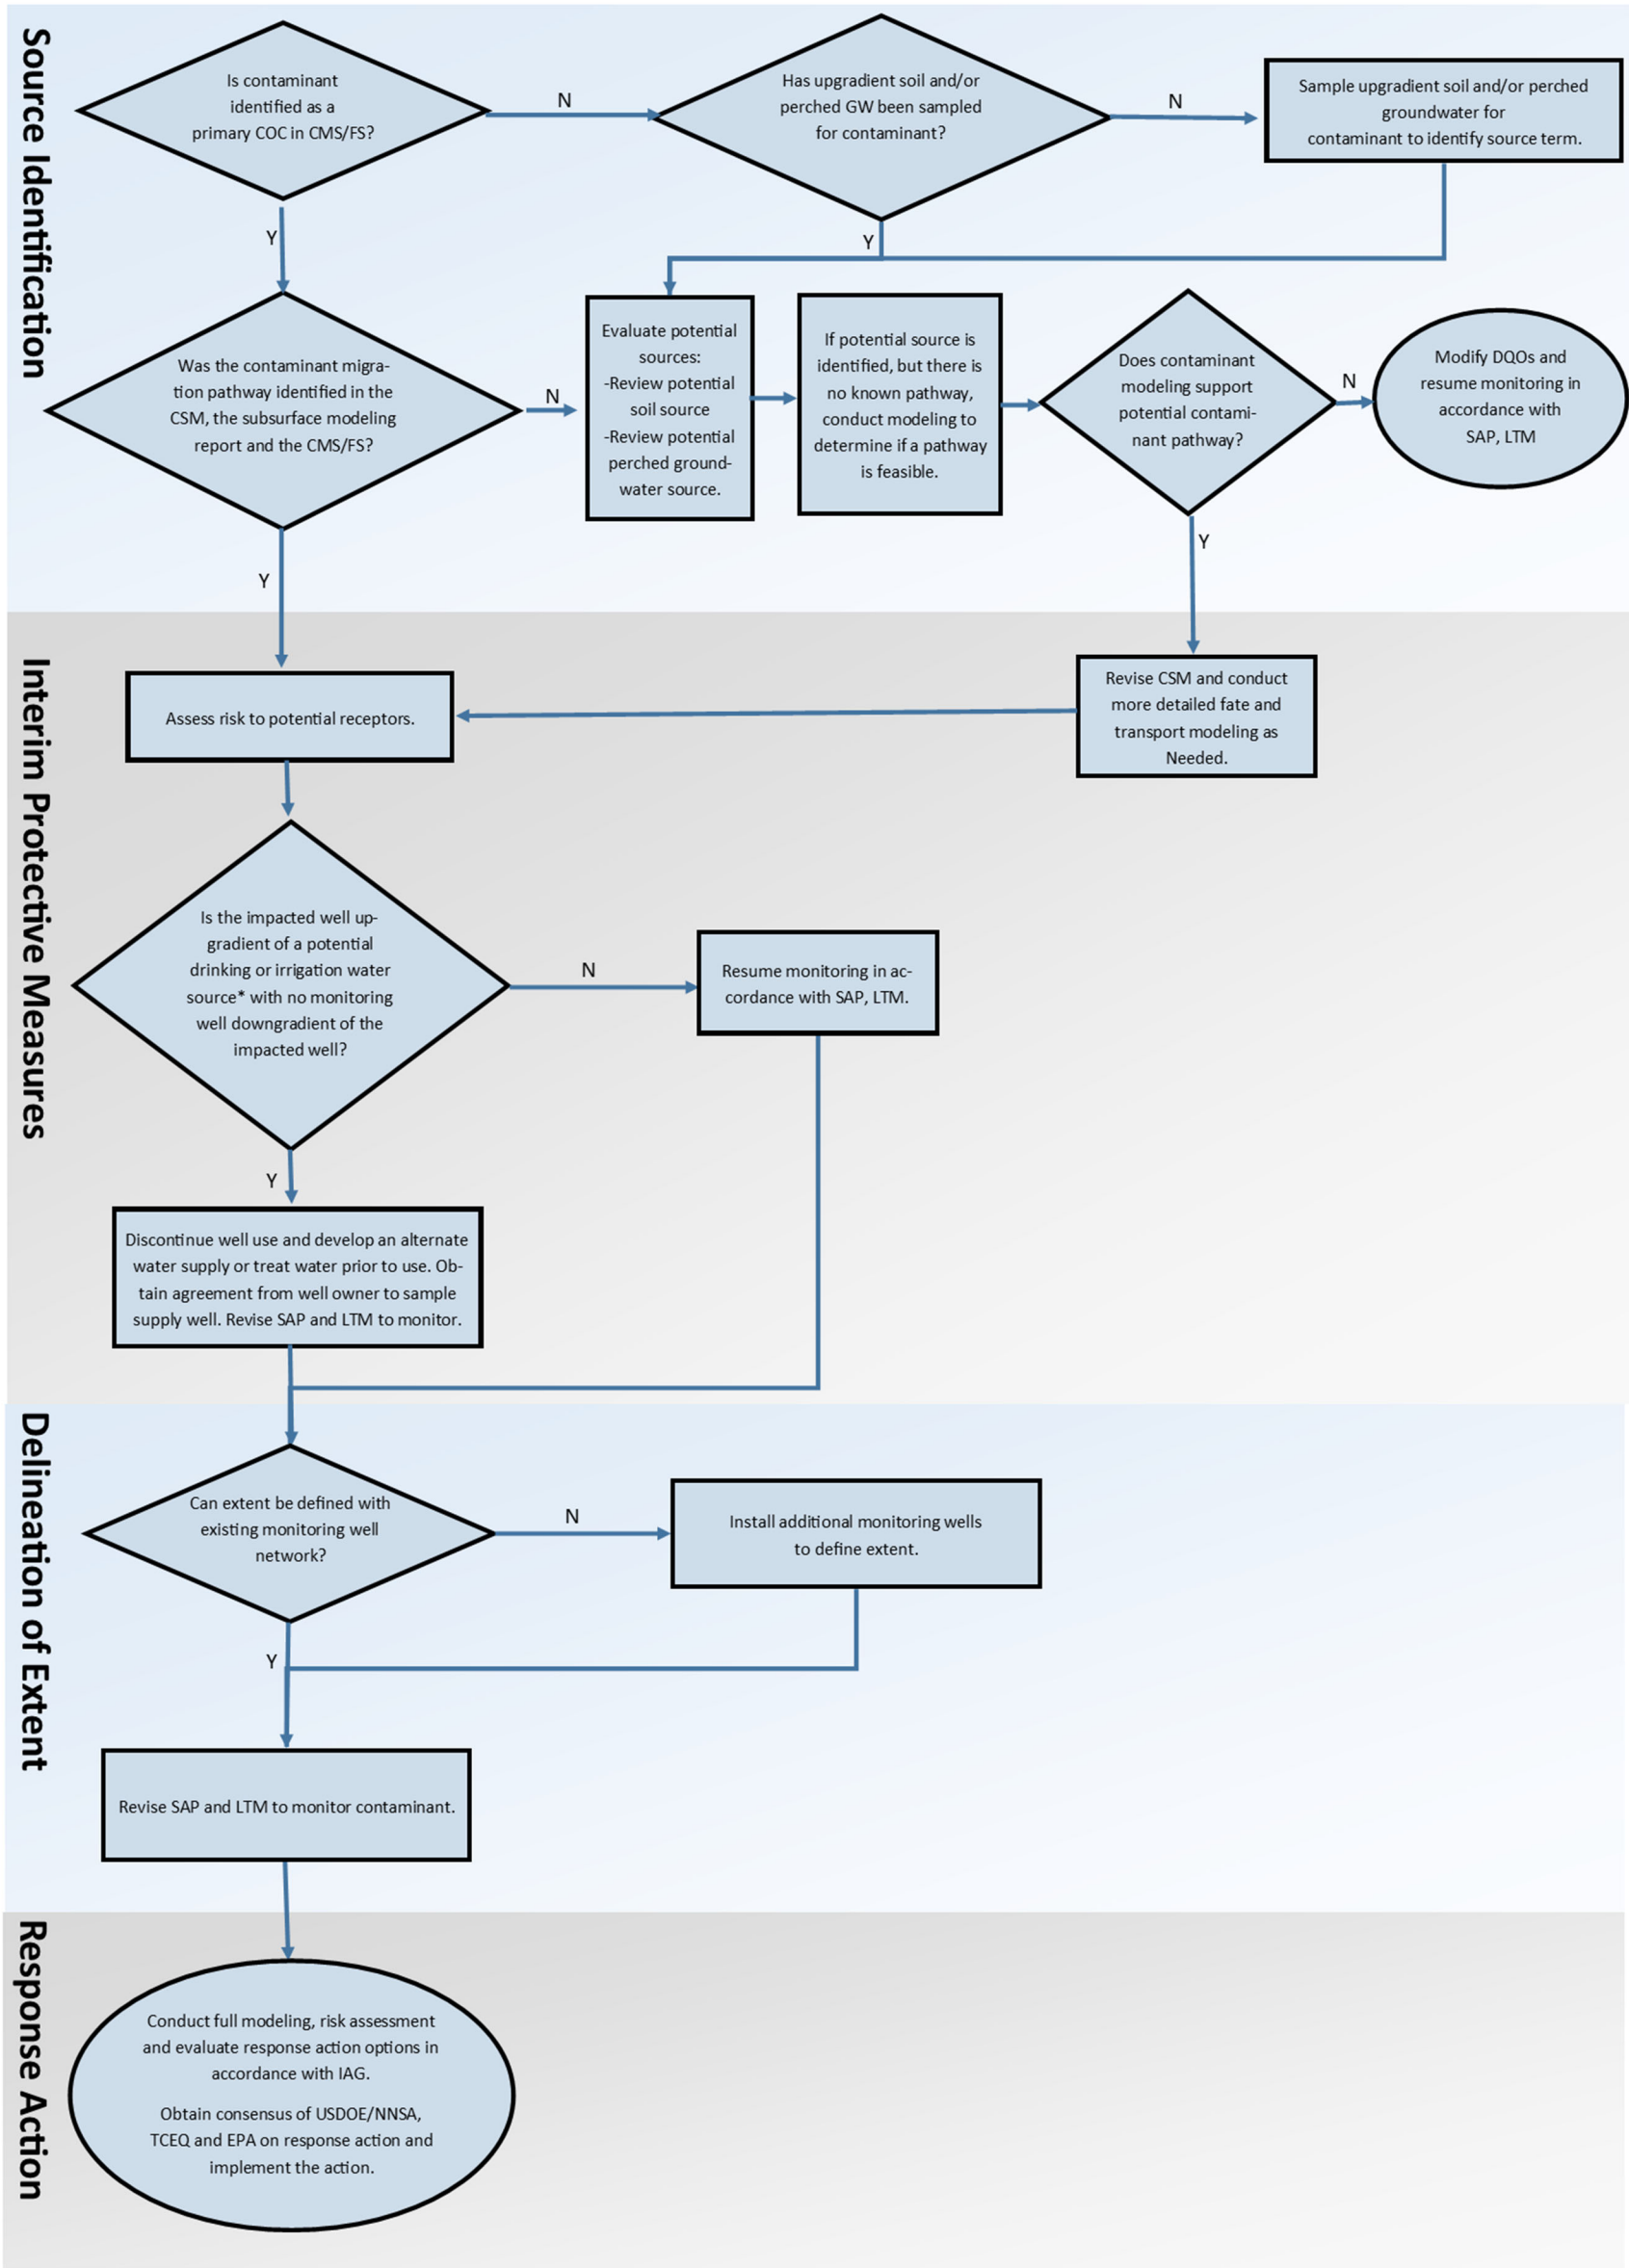 Source Identification
Is contaminant
identified as a
primary COC in CMS/FS?
N
Has upgradient soil and/or
perched GW been sampled
for contaminant?
N
Sample upgradient soil and/or perched
groundwater for
contaminant to identify source term.
Y
Y
Was the contaminant migra-
tion pathway identified in the
CSM, the subsurface modeling
report and the CMS/FS?
N
Evaluate potential
sources:
-Review potential
soil source
-Review potential
perched ground-
water source.
If potential source is
identified, but there is
no known pathway,
conduct modeling to
determine if a pathway
is feasible.
Does contaminant
modeling support
potential contami-
nant pathway?
N
Modify DQOs and
resume monitoring in
accordance with
SAP, LTM
Y
Y
Interim Protective Measures
Assess risk to potential receptors.
Revise CSM and conduct
more detailed fate and
transport modeling as
Needed.
Is the impacted well up-
gradient of a potential
drinking or irrigation water
source* with no monitoring
well downgradient of the
impacted well?
N
Resume monitoring in ac-
cordance with SAP, LTM.
Y
Discontinue well use and develop an alternate
water supply or treat water prior to use. Ob-
tain agreement from well owner to sample
supply well. Revise SAP and LTM to monitor.
Delineation of Extent
Can extent be defined with
existing monitoring well
network?
N
Install additional monitoring wells
to define extent.
Y
Revise SAP and LTM to monitor contaminant.
Response Action
Conduct full modeling, risk assessment
and evaluate response action options in
accordance with IAG.
Obtain consensus of USDOE/NNSA,
TCEQ and EPA on response action and
implement the action.